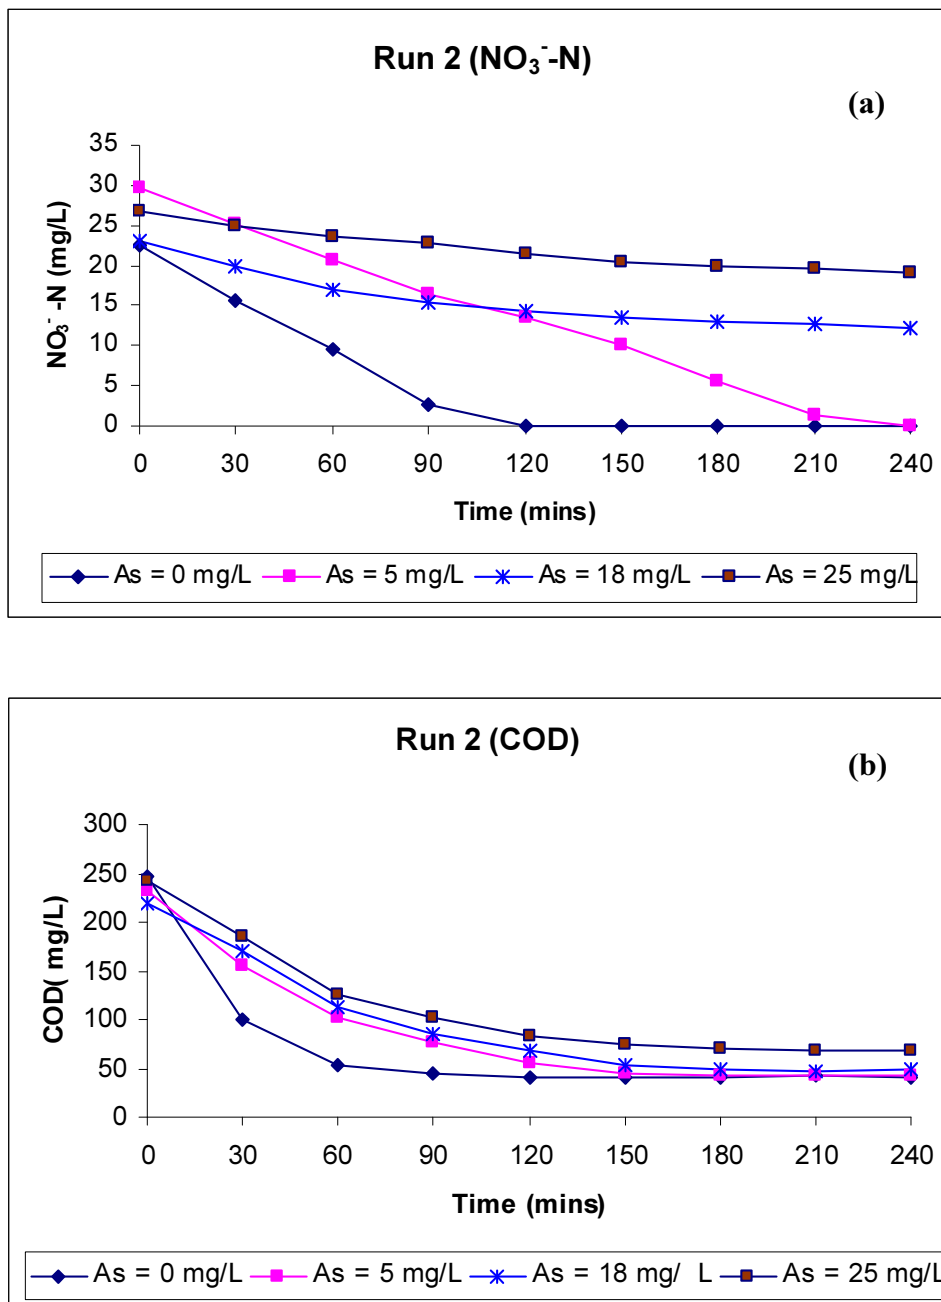 Run 2 (NO₃⁻-N)
(a)
35
30
25
20
15
10
5
0
NO₃⁻ -N (mg/L)
0 30 60 90 120 150 180 210 240
Time (mins)
As = 0 mg/L As = 5 mg/L As = 18 mg/L As = 25 mg/L
Run 2 (COD)
(b)
300
250
200
150
100
50
0
COD( mg/L)
0 30 60 90 120 150 180 210 240
Time (mins)
As = 0 mg/L As = 5 mg/L As = 18 mg/ L As = 25 mg/L